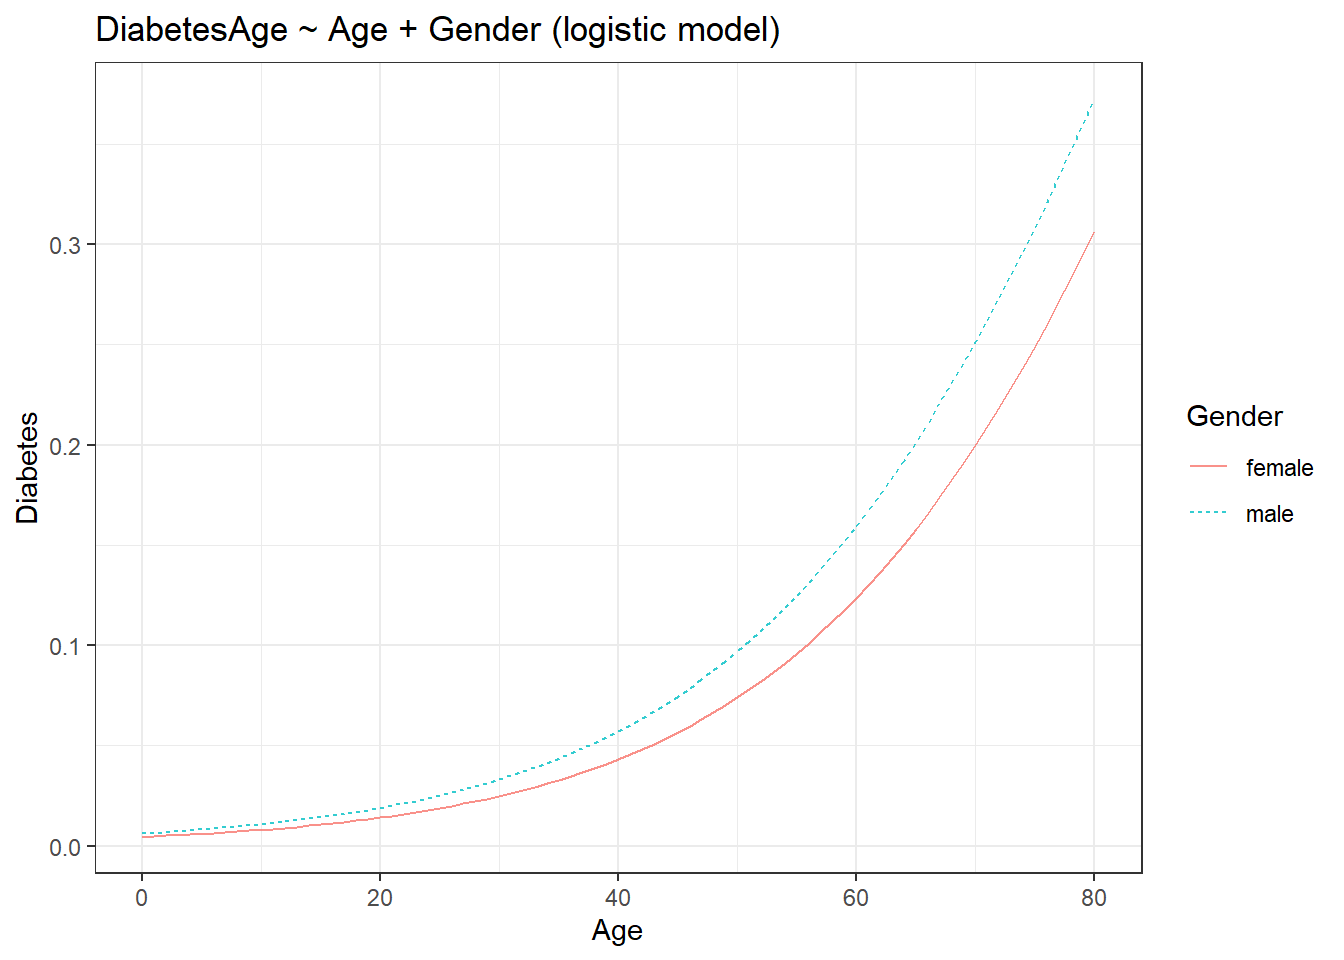 DiabetesAge ~ Age + Gender (logistic model)
0.3
0.2
0.1
0.0
Diabetes
0 20 40 60 80
Age
Gender
female
male